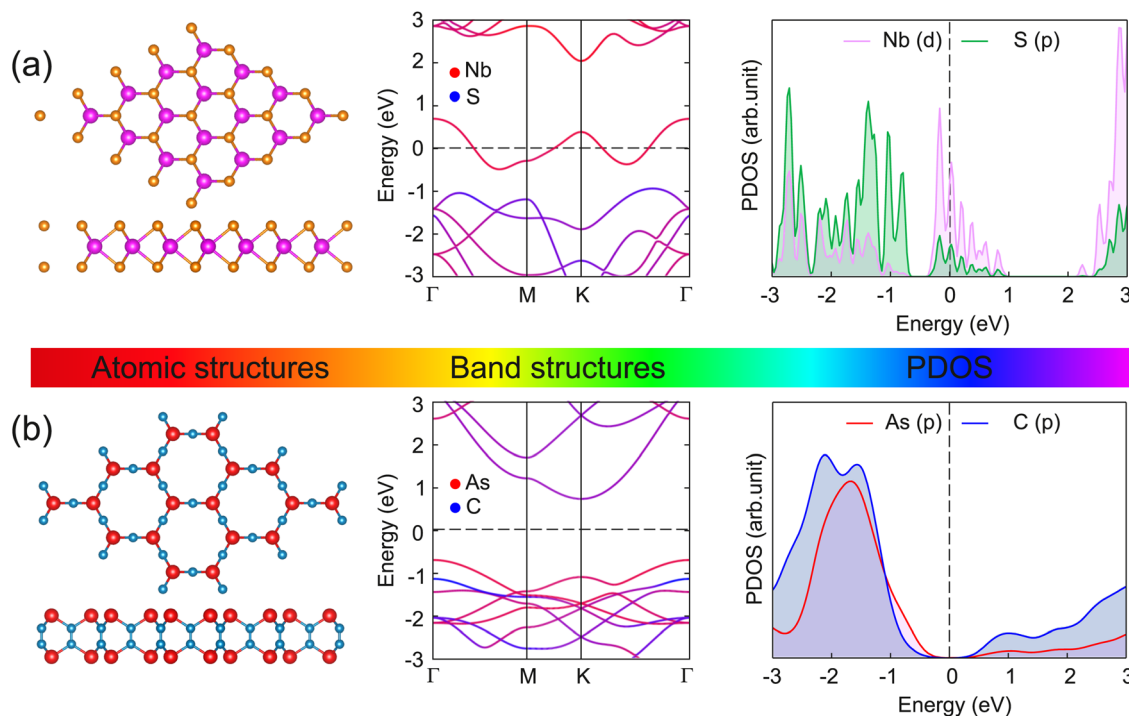 (a)
Energy (eV)
3
2
1
0
-1
-2
-3
Γ
M
K
Γ
Nb
S
PDOS (arb.unit)
Nb (d)
S (p)
-3
-2
-1
0
1
2
3
Energy (eV)
Atomic structures
Band structures
PDOS
(b)
Energy (eV)
3
2
1
0
-1
-2
-3
Γ
M
K
Γ
As
C
PDOS (arb.unit)
As (p)
C (p)
-3
-2
-1
0
1
2
3
Energy (eV)